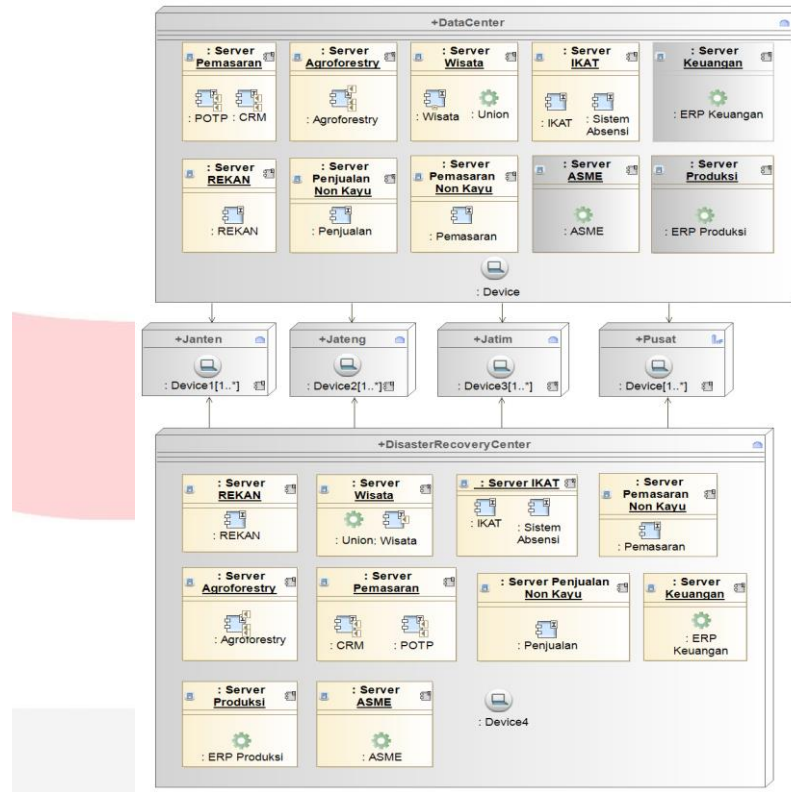 +DataCenter
: Server
Pemasaran
: POTP
: CRM
: Server
Agroforestry
: Agroforestry
: Server
Wisata
: Wisata
: Union
: Server
IKAT
: IKAT
: Sistem
Absensi
: Server
Keuangan
: ERP Keuangan
: Server
REKAN
: REKAN
: Server
Penjualan
Non Kayu
: Penjualan
: Server
Pemasaran
Non Kayu
: Pemasaran
: Server
ASME
: ASME
: Server
Produksi
: ERP Produksi
: Device
+Janten
: Device1[1..*]
+Jateng
: Device2[1..*]
+Jatim
: Device3[1..*]
+Pusat
: Device[1..*]
+DisasterRecoveryCenter
: Server
REKAN
: REKAN
: Server
Wisata
: Union
: Wisata
: Server IKAT
: IKAT
: Sistem
Absensi
: Server
Pemasaran
Non Kayu
: Pemasaran
: Server
Agroforestry
: Agroforestry
: Server
Pemasaran
: CRM
: POTP
: Server Penjualan
Non Kayu
: Penjualan
: Server
Keuangan
: ERP
Keuangan
: Server
Produksi
: ERP Produksi
: Server
ASME
: ASME
: Device4